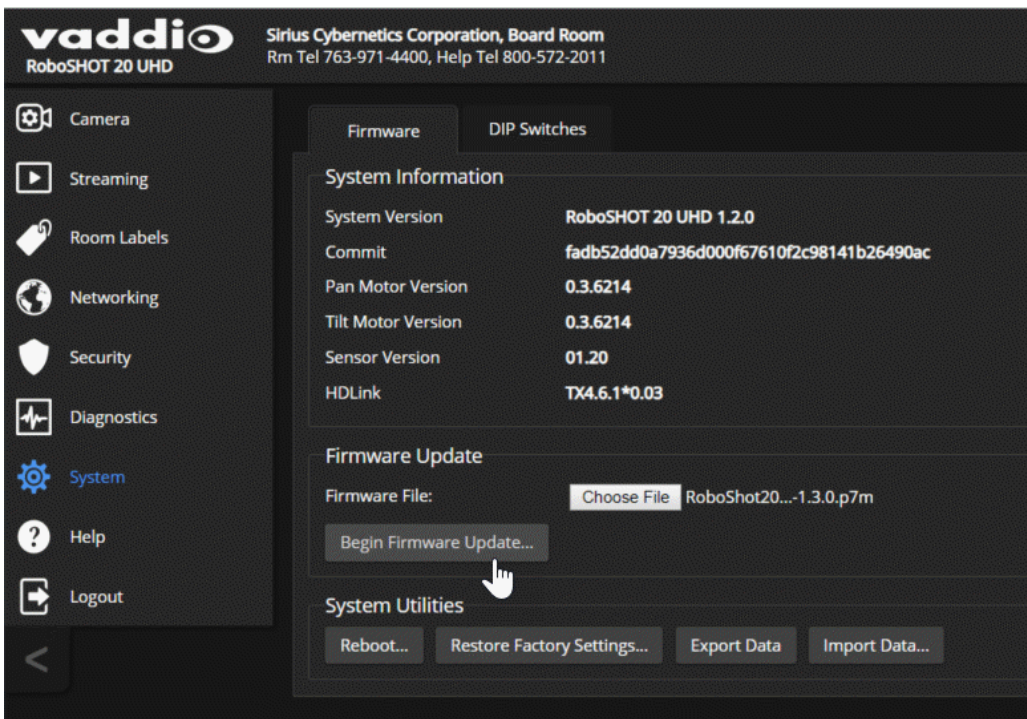 vaddio
RoboSHOT 20 UHD
Sirius Cybernetics Corporation, Board Room
Rm Tel 763-971-4400, Help Tel 800-572-2011
Camera
Streaming
Room Labels
Networking
Security
Diagnostics
System
Help
Logout
<
Firmware DIP Switches
System Information
System Version RoboSHOT 20 UHD 1.2.0
Commit fadb52dd0a7936d000f67610f2c98141b26490ac
Pan Motor Version 0.3.6214
Tilt Motor Version 0.3.6214
Sensor Version 01.20
HDLink TX4.6.1*0.03
Firmware Update
Firmware File: Choose File RoboShot20...-1.3.0.p7m
Begin Firmware Update...
System Utilities
Reboot... Restore Factory Settings... Export Data Import Data...